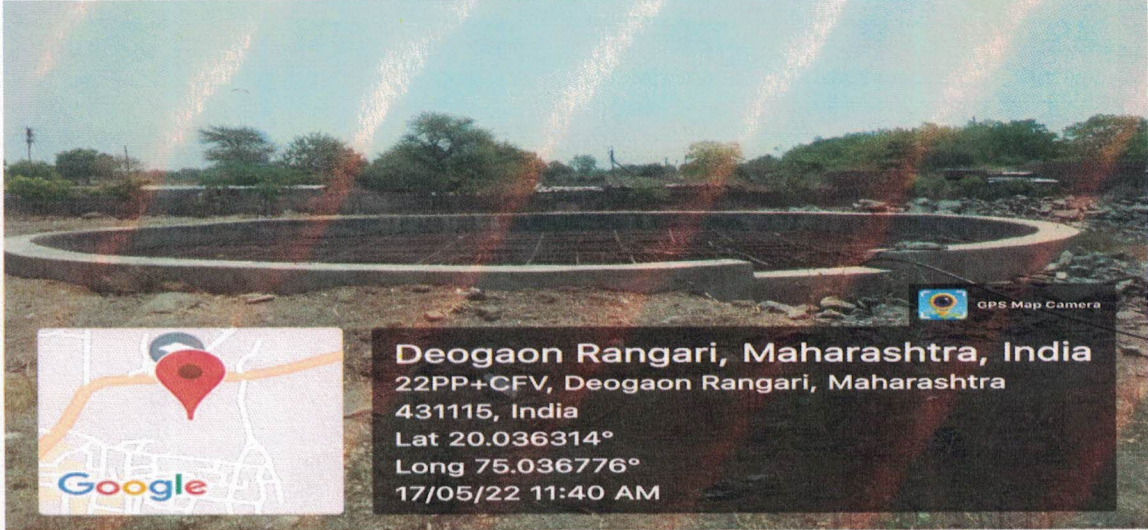 GPS Map Camera
Deogaon Rangari, Maharashtra, India
22PP+CFV, Deogaon Rangari, Maharashtra
431115, India
Lat 20.036314°
Long 75.036776°
17/05/22 11:40 AM
Google